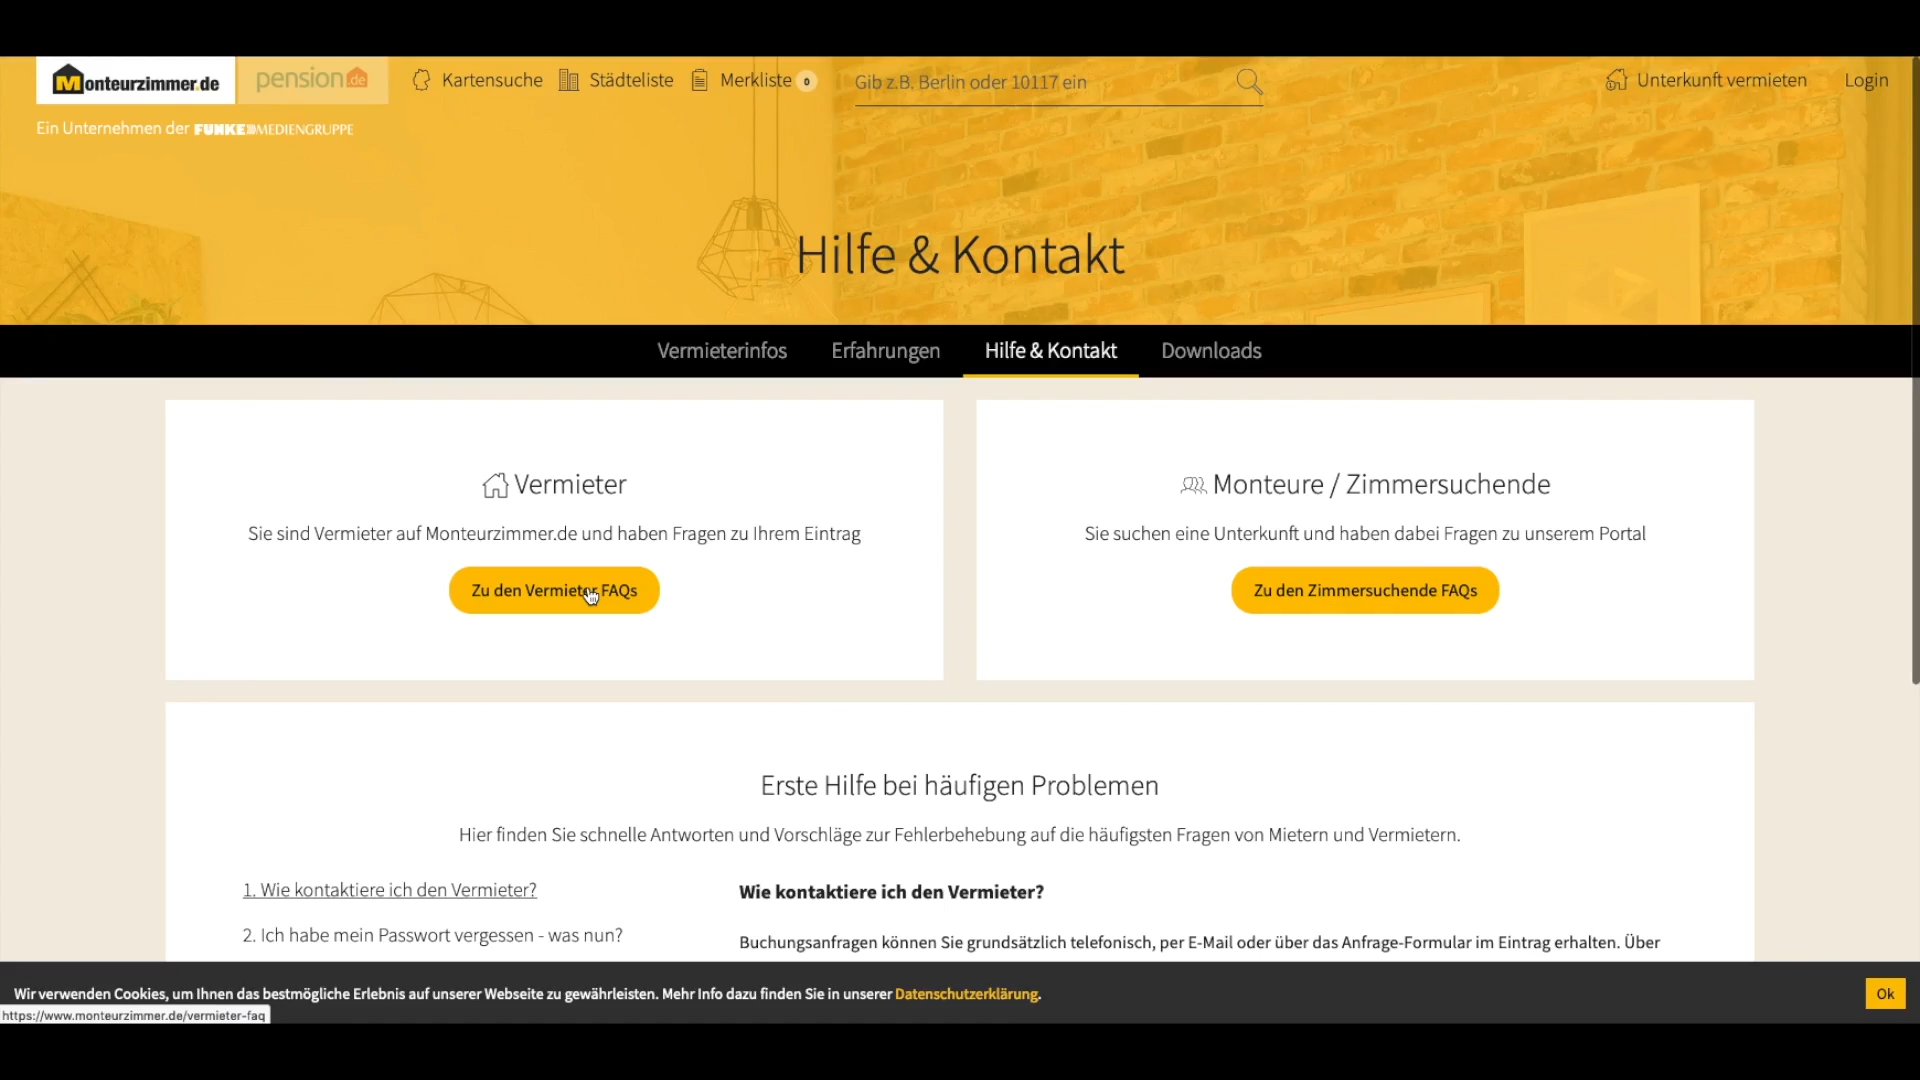 Monteurzimmer.de
pension.de
Kartensuche
Städteliste
Merkliste 0
Gib z.B. Berlin oder 10117 ein
Unterkunft vermieten
Login
Ein Unternehmen der FUNKE MEDIENGRUPPE
Hilfe & Kontakt
Vermieterinfos
Erfahrungen
Hilfe & Kontakt
Downloads
Vermieter
Sie sind Vermieter auf Monteurzimmer.de und haben Fragen zu Ihrem Eintrag
Zu den Vermieter FAQs
Monteure / Zimmersuchende
Sie suchen eine Unterkunft und haben dabei Fragen zu unserem Portal
Zu den Zimmersuchende FAQs
Erste Hilfe bei häufigen Problemen
Hier finden Sie schnelle Antworten und Vorschläge zur Fehlerbehebung auf die häufigsten Fragen von Mietern und Vermietern.
1. Wie kontaktiere ich den Vermieter?
2. Ich habe mein Passwort vergessen - was nun?
Wie kontaktiere ich den Vermieter?
Buchungsanfragen können Sie grundsätzlich telefonisch, per E-Mail oder über das Anfrage-Formular im Eintrag erhalten. Über
Wir verwenden Cookies, um Ihnen das bestmögliche Erlebnis auf unserer Webseite zu gewährleisten. Mehr Info dazu finden Sie in unserer Datenschutzerklärung.
Ok
https://www.monteurzimmer.de/vermieter-faq